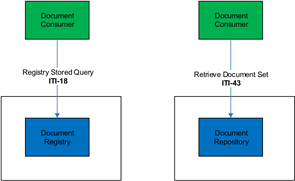 Document
Consumer
Registry Stored Query
ITI-18
Document
Registry
Document
Consumer
Retrieve Document Set
ITI-43
Document
Repository